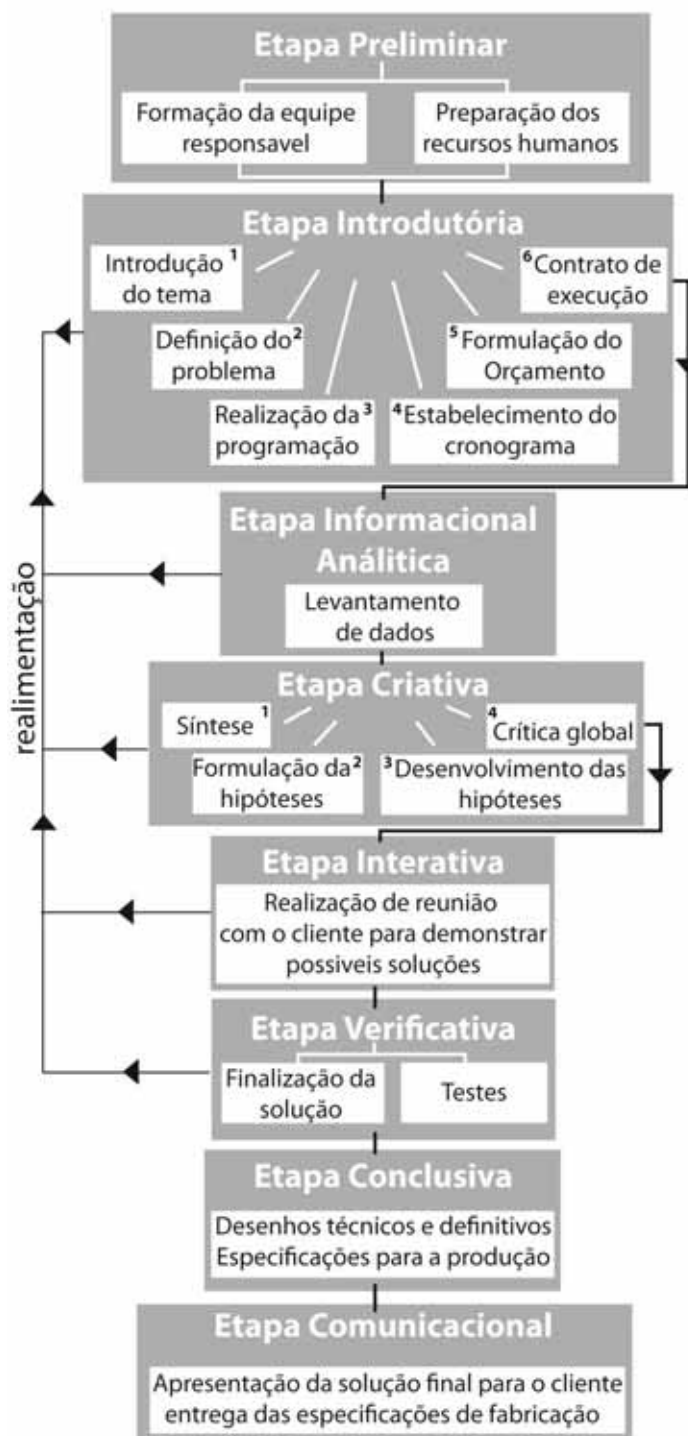 Etapa Preliminar
Formação da equipe
responsavel
Preparação dos
recursos humanos
Etapa Introdutória
Introdução 1
do tema
Definição do 2
problema
Realização da 3
programação
4 Estabelecimento do
cronograma
5 Formulação do
Orçamento
6 Contrato de
execução
realimentação
Etapa Informacional
Análitica
Levantamento
de dados
Etapa Criativa
Síntese 1
Formulação da 2
hipóteses
3 Desenvolvimento das
hipóteses
4 Crítica global
Etapa Interativa
Realização de reunião
com o cliente para demonstrar
possiveis soluções
Etapa Verificativa
Finalização da
solução
Testes
Etapa Conclusiva
Desenhos técnicos e definitivos
Especificações para a produção
Etapa Comunicacional
Apresentação da solução final para o cliente
entrega das especificações de fabricação